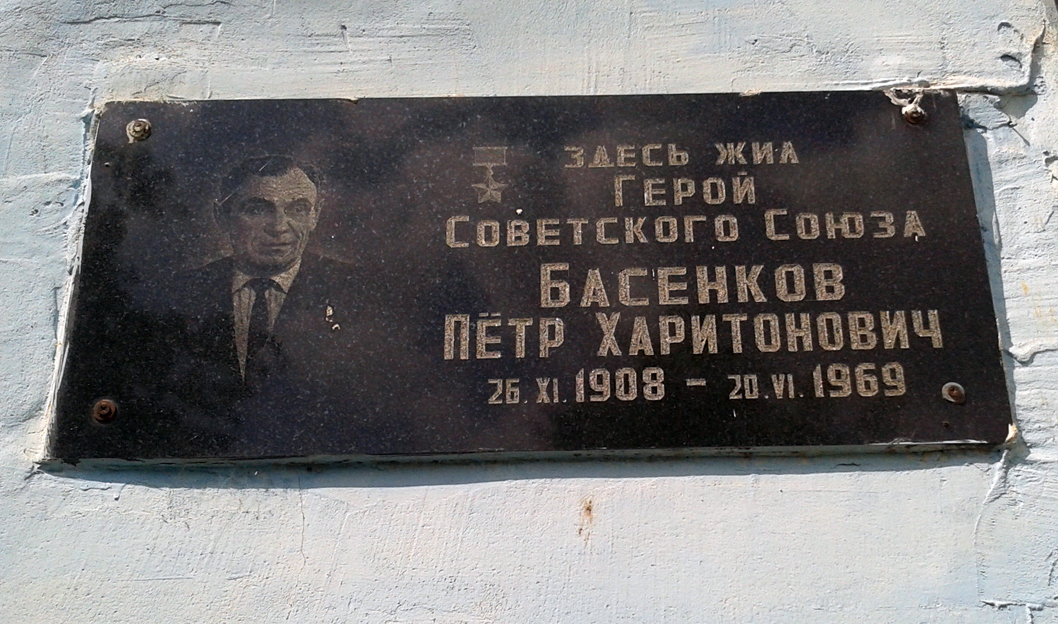 ЗДЕСЬ ЖИЛ
ГЕРОЙ
СОВЕТСКОГО СОЮЗА
БАСЕНКОВ
ПЁТР ХАРИТОНОВИЧ
26.XI.1908 – 20.VI.1969